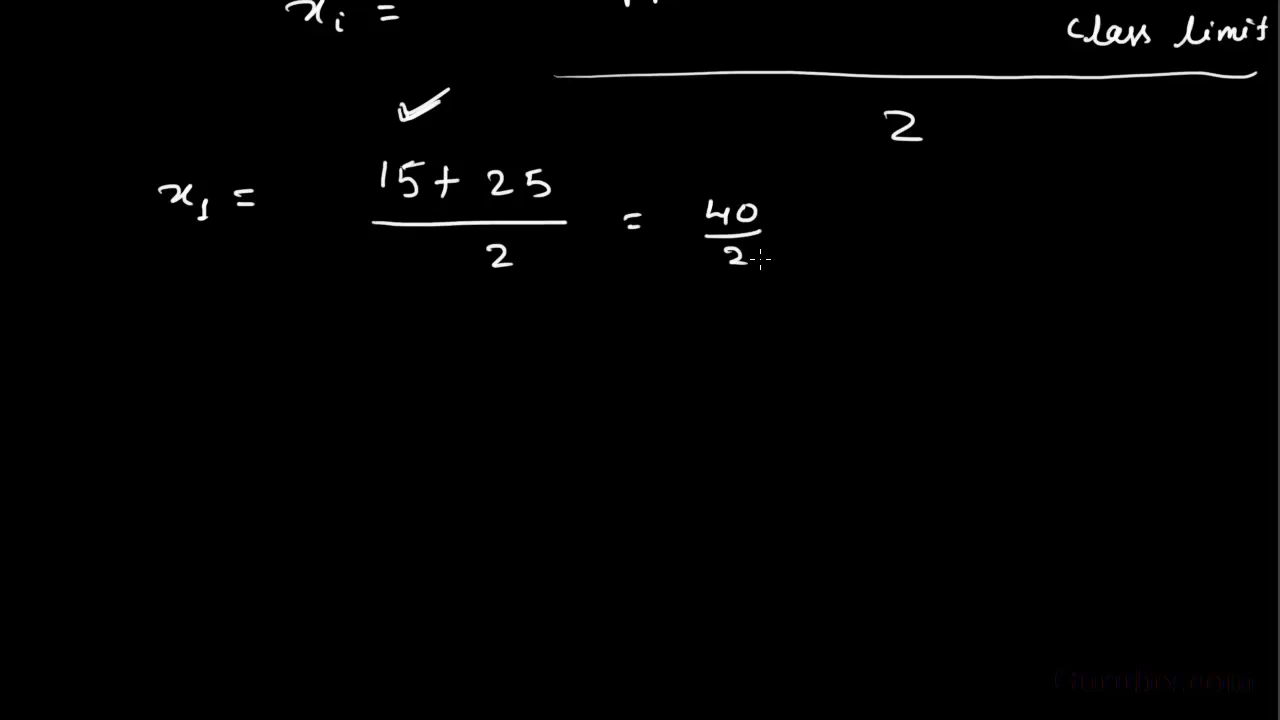 xᵢ =
class limit
2
x₁ = 15 + 25 / 2 = 40 / 2